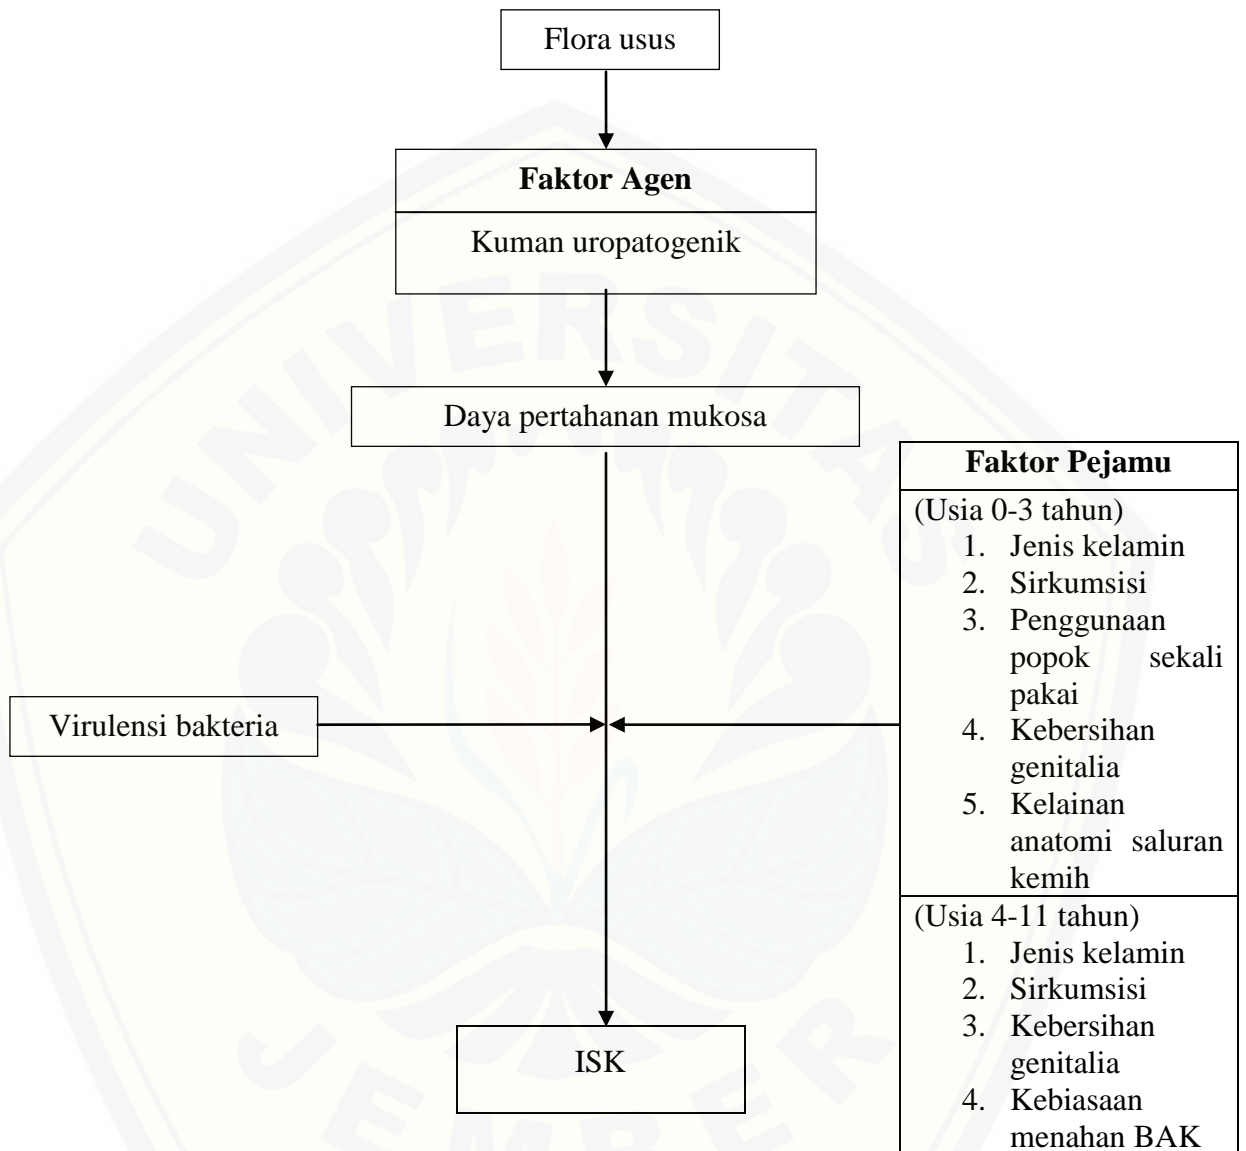 Flora usus
Faktor Agen
Kuman uropatogenik
Daya pertahanan mukosa
Virulensi bakteria
Faktor Pejamu
(Usia 0-3 tahun)
1. Jenis kelamin
2. Sirkumsisi
3. Penggunaan
popok sekali
pakai
4. Kebersihan
genitalia
5. Kelainan
anatomi saluran
kemih
(Usia 4-11 tahun)
1. Jenis kelamin
2. Sirkumsisi
3. Kebersihan
genitalia
4. Kebiasaan
menahan BAK
ISK
UNIVERSITAS
JEMBER